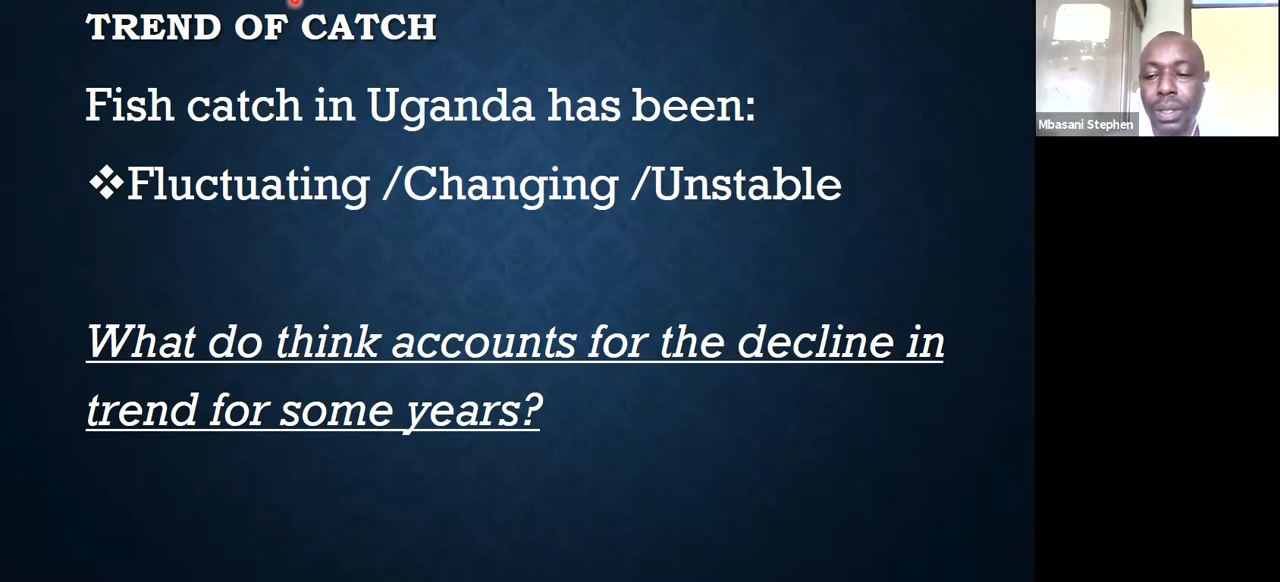 TREND OF CATCH
Fish catch in Uganda has been:
❖Fluctuating /Changing /Unstable
What do think accounts for the decline in
trend for some years?
Mbasani Stephen